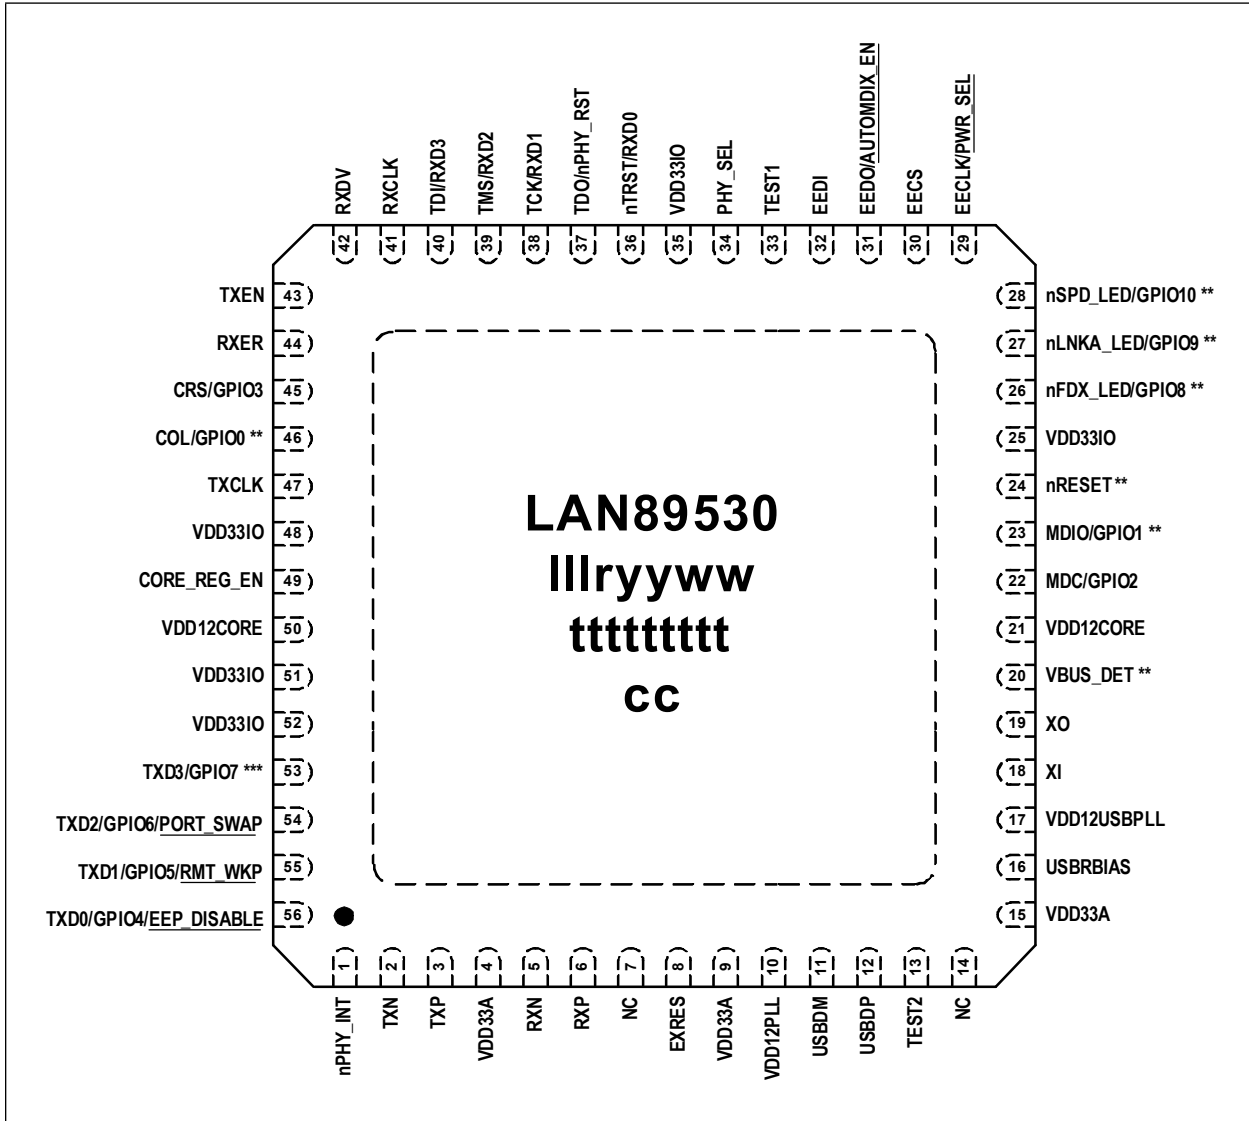 RXDV
RXCLK
TDI/RXD3
TMS/RXD2
TCK/RXD1
TDO/nPHY_RST
nTRST/RXD0
VDD33IO
PHY_SEL
TEST1
EEDI
EEDO/AUTOMDIX_EN
EECS
EECLK/PWR_SEL
42
41
40
39
38
37
36
35
34
33
32
31
30
29
TXEN 43
RXER 44
CRS/GPIO3 45
COL/GPIO0 ** 46
TXCLK 47
VDD33IO 48
CORE_REG_EN 49
VDD12CORE 50
VDD33IO 51
VDD33IO 52
TXD3/GPIO7 *** 53
TXD2/GPIO6/PORT_SWAP 54
TXD1/GPIO5/RMT_WKP 55
TXD0/GPIO4/EEP_DISABLE 56
LAN89530
lllryyww
ttttttttt
cc
28 nSPD_LED/GPIO10 **
27 nLNKA_LED/GPIO9 **
26 nFDX_LED/GPIO8 **
25 VDD33IO
24 nRESET **
23 MDIO/GPIO1 **
22 MDC/GPIO2
21 VDD12CORE
20 VBUS_DET **
19 XO
18 XI
17 VDD12USBPLL
16 USBRBIAS
15 VDD33A
1
2
3
4
5
6
7
8
9
10
11
12
13
14
nPHY_INT
TXN
TXP
VDD33A
RXN
RXP
NC
EXRES
VDD33A
VDD12PLL
USBDM
USBDP
TEST2
NC